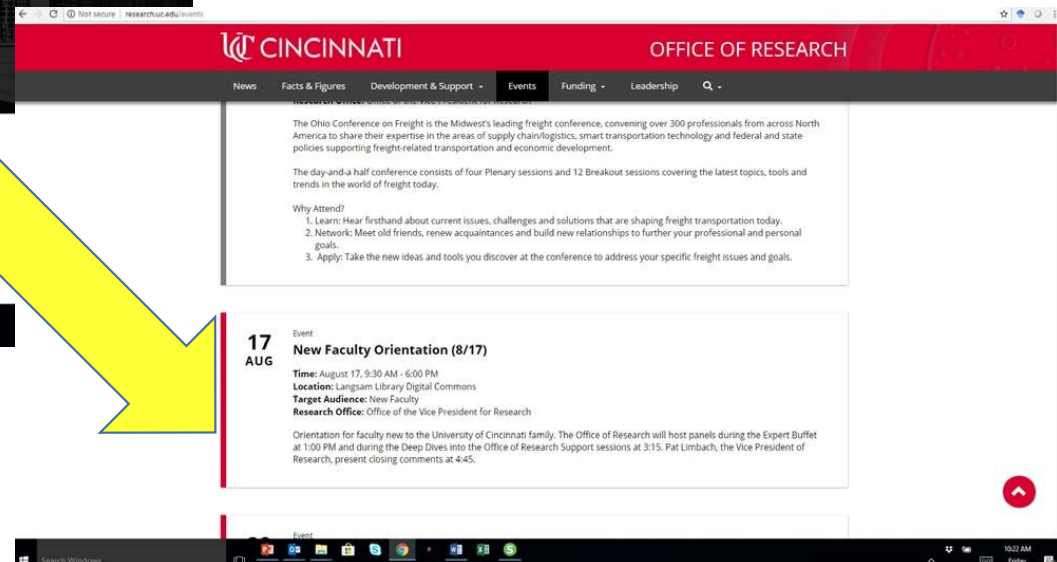 Not secure | research.uc.edu/events
UC CINCINNATI OFFICE OF RESEARCH
News Facts & Figures Development & Support Events Funding Leadership
Research Office: Office of the Vice President for Research
The Ohio Conference on Freight is the Midwest's leading freight conference, convening over 300 professionals from across North
America to share their expertise in the areas of supply chain/logistics, smart transportation technology and federal and state
policies supporting freight-related transportation and economic development.
The day-and-a half conference consists of four Plenary sessions and 12 Breakout sessions covering the latest topics, tools and
trends in the world of freight today.
Why Attend?
1. Learn: Hear firsthand about current issues, challenges and solutions that are shaping freight transportation today.
2. Network: Meet old friends, renew acquaintances and build new relationships to further your professional and personal
goals.
3. Apply: Take the new ideas and tools you discover at the conference to address your specific freight issues and goals.
17
AUG
Event
New Faculty Orientation (8/17)
Time: August 17, 9:30 AM - 6:00 PM
Location: Langsam Library Digital Commons
Target Audience: New Faculty
Research Office: Office of the Vice President for Research
Orientation for faculty new to the University of Cincinnati family. The Office of Research will host panels during the Expert Buffet
at 1:00 PM and during the Deep Dives into the Office of Research Support sessions at 3:15. Pat Limbach, the Vice President of
Research, present closing comments at 4:45.
Event
Search Windows
10:22 AM
Friday